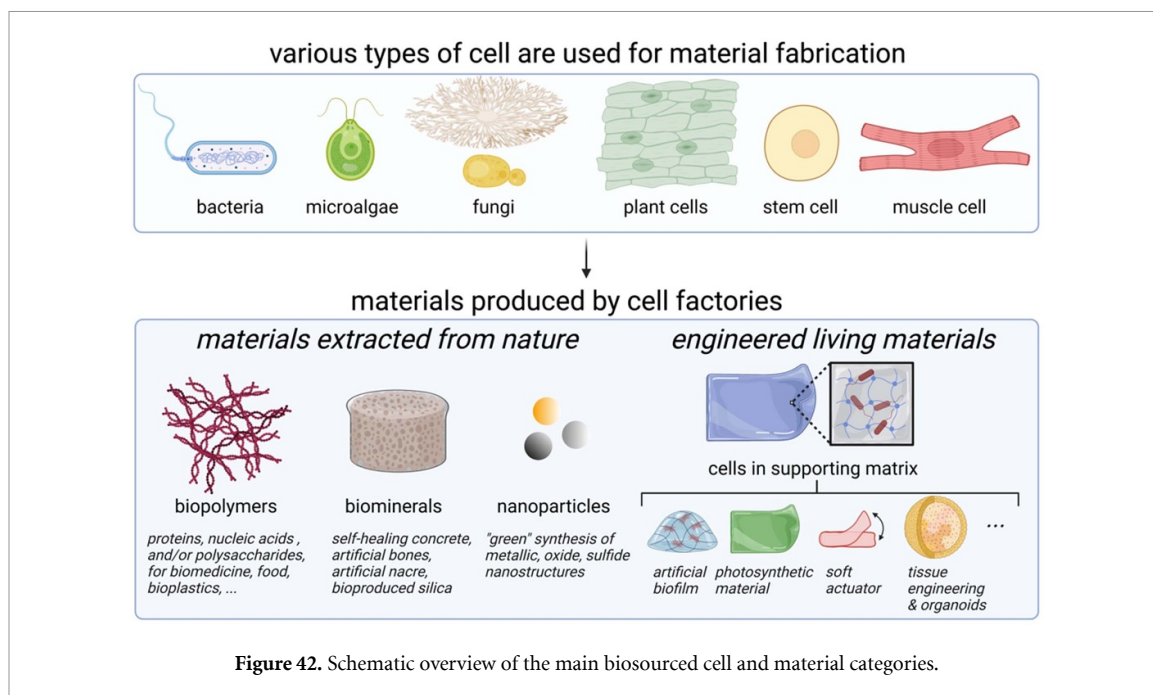 various types of cell are used for material fabrication
bacteria
microalgae
fungi
plant cells
stem cell
muscle cell
materials produced by cell factories
materials extracted from nature
engineered living materials
cells in supporting matrix
biopolymers
biominerals
nanoparticles
proteins, nucleic acids ,
and/or polysaccharides,
for biomedicine, food,
bioplastics, ...
self-healing concrete,
artificial bones,
artificial nacre,
bioproduced silica
"green" synthesis of
metallic, oxide, sulfide
nanostructures
...
artificial
biofilm
photosynthetic
material
soft
actuator
tissue
engineering
& organoids
Figure 42. Schematic overview of the main biosourced cell and material categories.